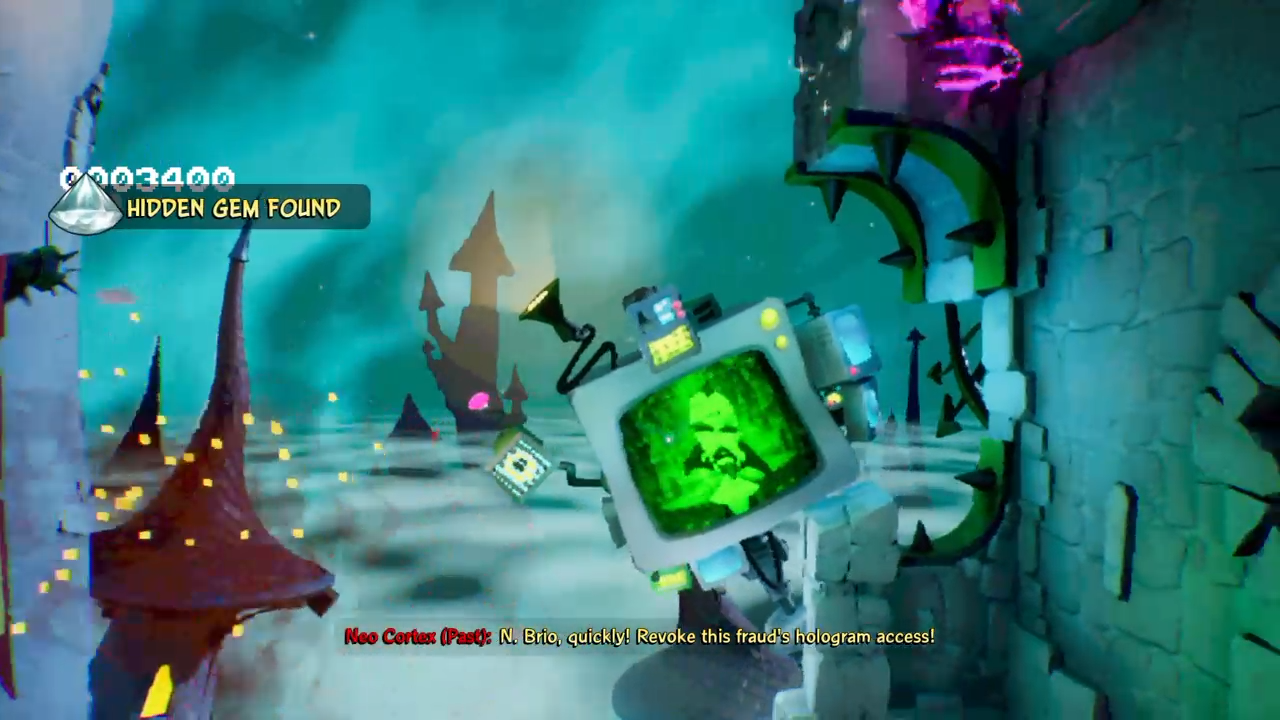 0003400
HIDDEN GEM FOUND
Neo Cortex (Past): N. Brio, quickly! Revoke this fraud's hologram access!